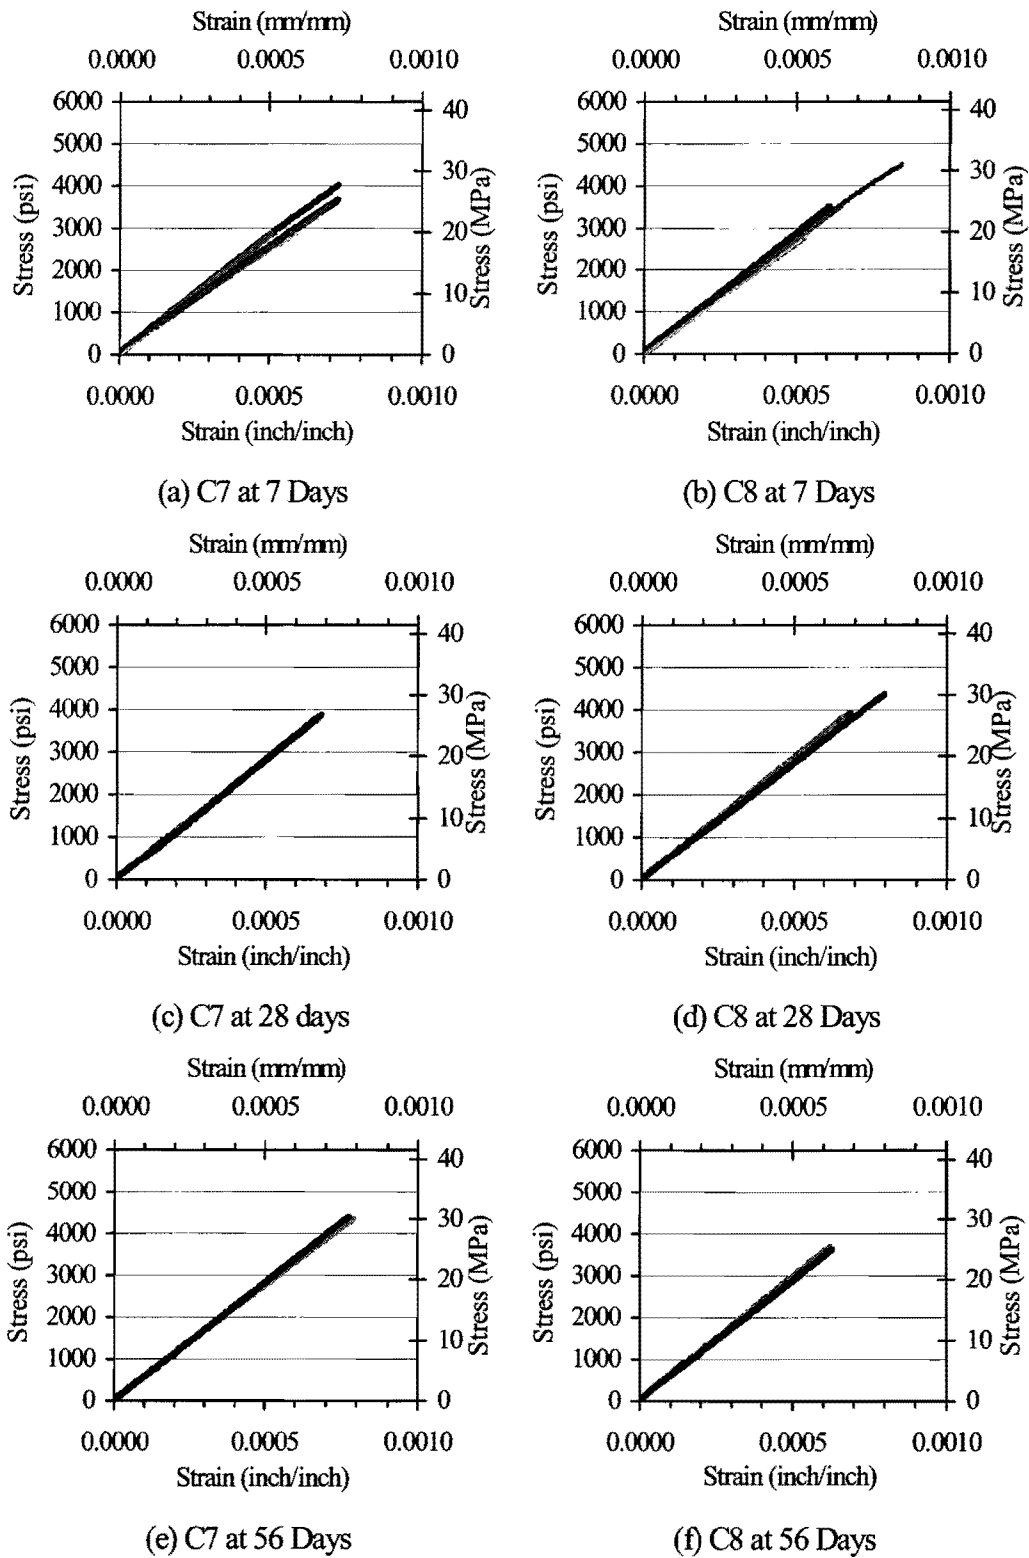 Strain (mm/mm)
0.0000 0.0005 0.0010
6000
5000
4000
3000
2000
1000
0
Stress (psi)
40
30
20
10
0
Stress (MPa)
0.0000 0.0005 0.0010
Strain (inch/inch)
(a) C7 at 7 Days
Strain (mm/mm)
0.0000 0.0005 0.0010
6000
5000
4000
3000
2000
1000
0
Stress (psi)
40
30
20
10
0
Stress (MPa)
0.0000 0.0005 0.0010
Strain (inch/inch)
(b) C8 at 7 Days
Strain (mm/mm)
0.0000 0.0005 0.0010
6000
5000
4000
3000
2000
1000
0
Stress (psi)
40
30
20
10
0
Stress (MPa)
0.0000 0.0005 0.0010
Strain (inch/inch)
(c) C7 at 28 days
Strain (mm/mm)
0.0000 0.0005 0.0010
6000
5000
4000
3000
2000
1000
0
Stress (psi)
40
30
20
10
0
Stress (MPa)
0.0000 0.0005 0.0010
Strain (inch/inch)
(d) C8 at 28 Days
Strain (mm/mm)
0.0000 0.0005 0.0010
6000
5000
4000
3000
2000
1000
0
Stress (psi)
40
30
20
10
0
Stress (MPa)
0.0000 0.0005 0.0010
Strain (inch/inch)
(e) C7 at 56 Days
Strain (mm/mm)
0.0000 0.0005 0.0010
6000
5000
4000
3000
2000
1000
0
Stress (psi)
40
30
20
10
0
Stress (MPa)
0.0000 0.0005 0.0010
Strain (inch/inch)
(f) C8 at 56 Days